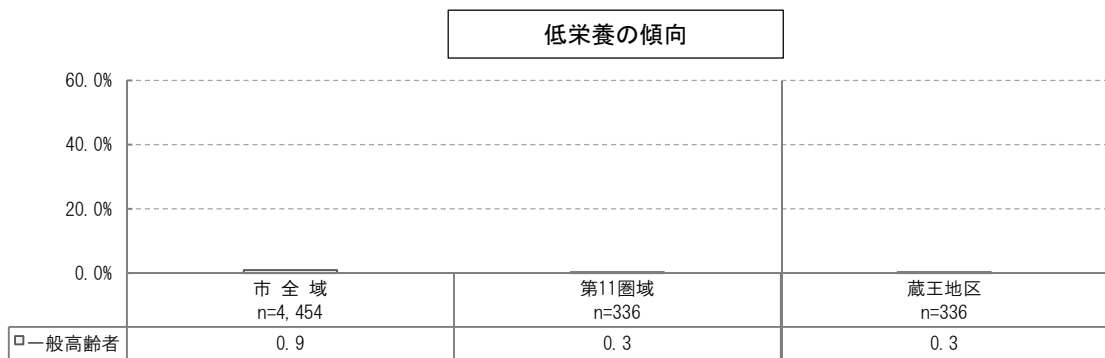 低栄養の傾向
60.0%
40.0%
20.0%
0.0%
市 全 域 第11圏域 蔵王地区
n=4,454 n=336 n=336
一般高齢者 0.9 0.3 0.3